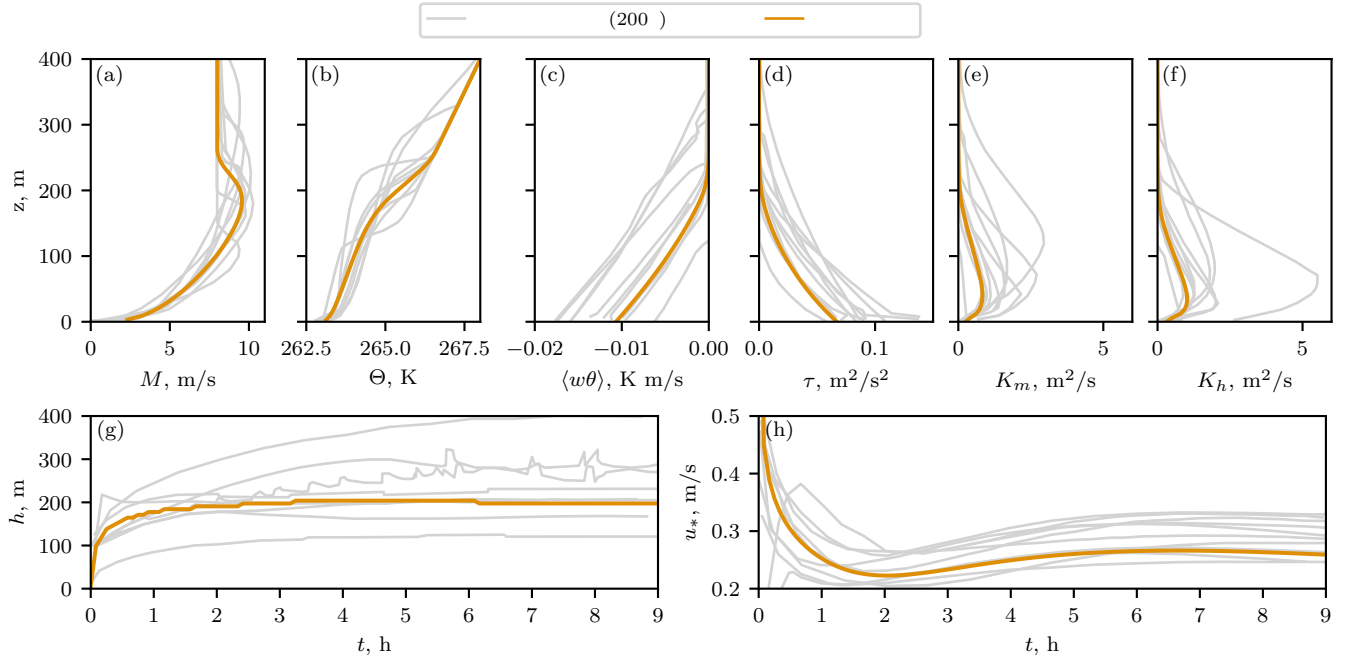 (200 )
(a) (b) (c) (d) (e) (f)
z, m
400
300
200
100
0
0 5 10
262.5 265.0 267.5
−0.02 −0.01 0.00
0.0 0.1
0 5
0 5
M, m/s
Θ, K
⟨wθ⟩, K m/s
τ, m²/s²
Kₘ, m²/s
Kₕ, m²/s
(g)
h, m
400
300
200
100
0
0 1 2 3 4 5 6 7 8 9
t, h
(h)
u∗, m/s
0.5
0.4
0.3
0.2
0 1 2 3 4 5 6 7 8 9
t, h